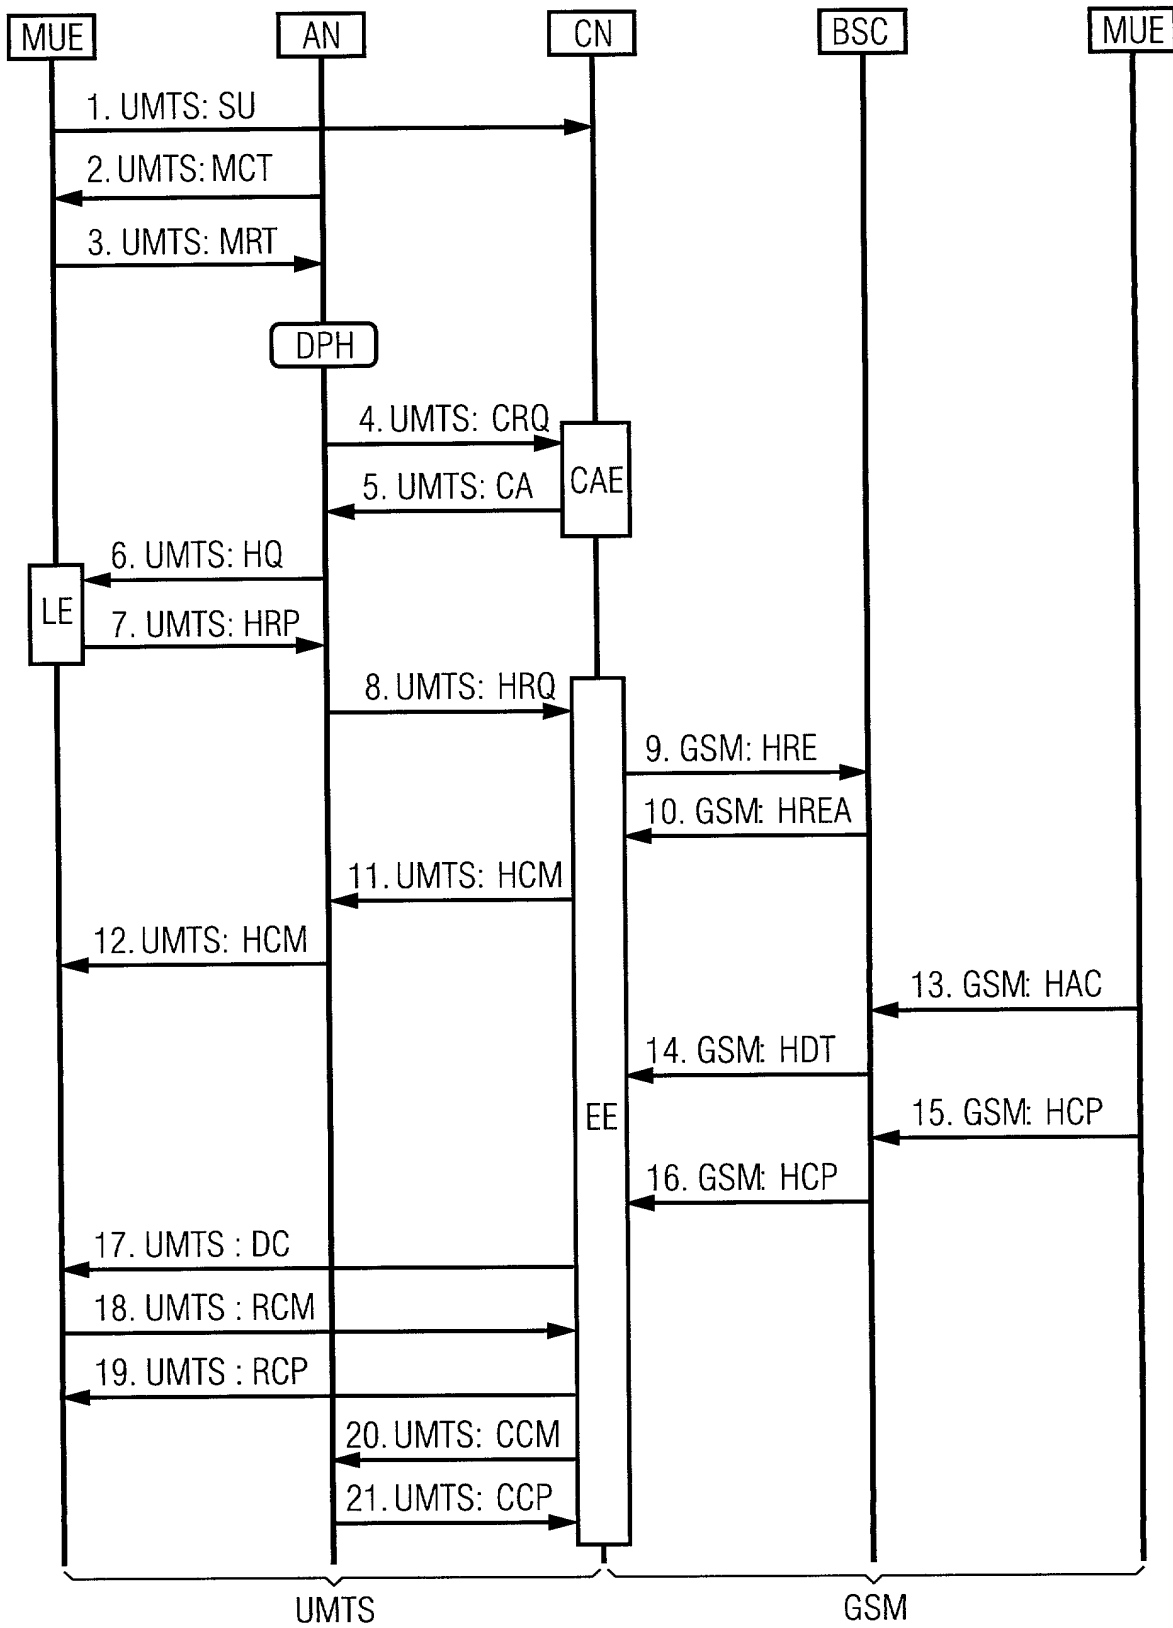 MUE AN CN BSC MUE
1. UMTS: SU
2. UMTS: MCT
3. UMTS: MRT
DPH
4. UMTS: CRQ
CAE
5. UMTS: CA
6. UMTS: HQ
LE
7. UMTS: HRP
8. UMTS: HRQ
9. GSM: HRE
10. GSM: HREA
11. UMTS: HCM
12. UMTS: HCM
13. GSM: HAC
14. GSM: HDT
EE
15. GSM: HCP
16. GSM: HCP
17. UMTS : DC
18. UMTS : RCM
19. UMTS : RCP
20. UMTS: CCM
21. UMTS: CCP
UMTS GSM